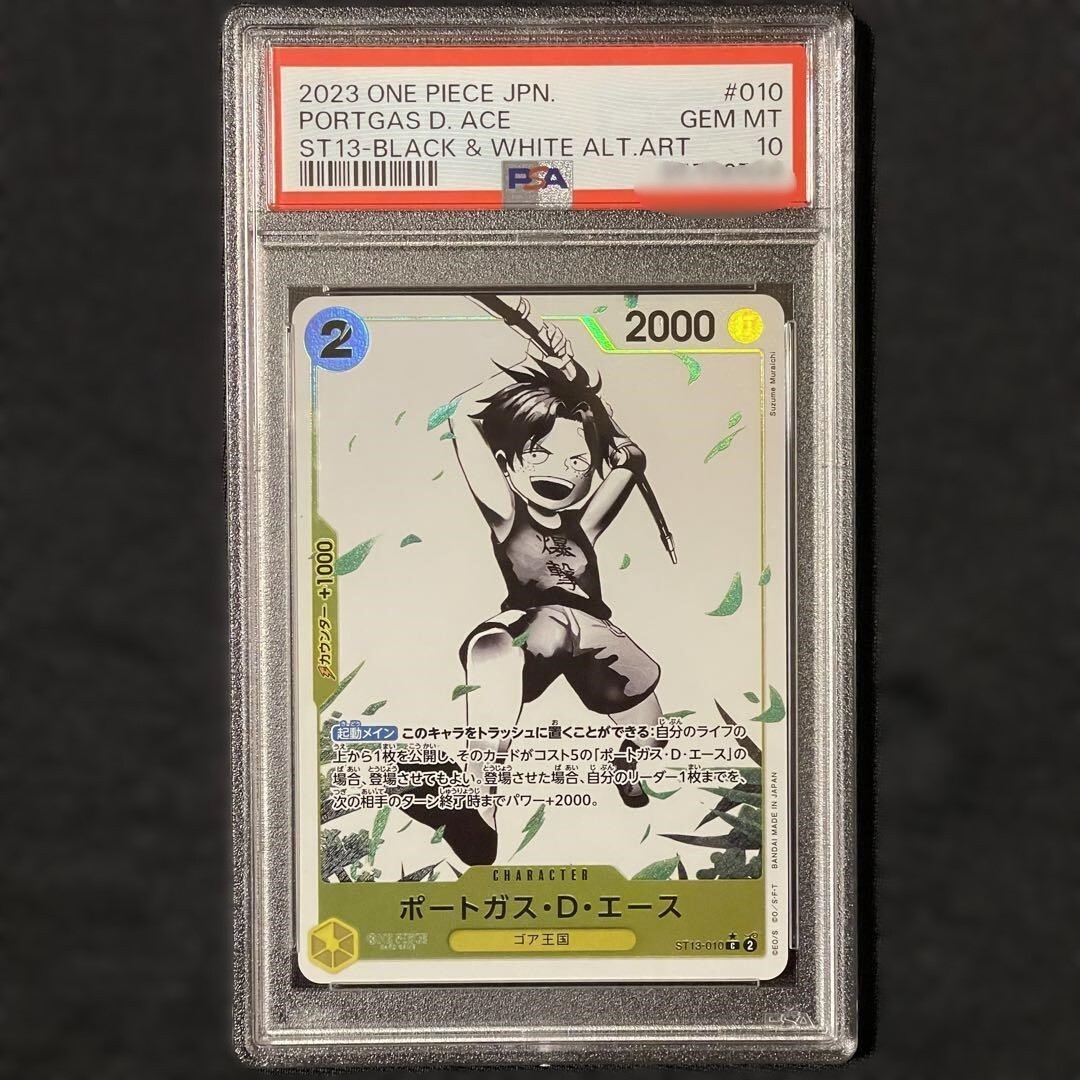 2023 ONE PIECE JPN.
#010
PORTGAS D. ACE
GEM MT
ST13-BLACK & WHITE ALT.ART
10
PSA
2
2000
Suzume Muraichi
爆撃
カウンター +1000
起動メイン このキャラをトラッシュに置くことができる:自分のライフの
上から1枚を公開し、そのカードがコスト5の「ポートガス・D・エース」の
場合、登場させてもよい。登場させた場合、自分のリーダー1枚までを、
次の相手のターン終了時までパワー+2000。
CHARACTER
ポートガス・D・エース
ゴア王国
ONE PIECE
CARD GAME
ST13-010 C 2
©EO/S ©O/S・F・T BANDAI MADE IN JAPAN